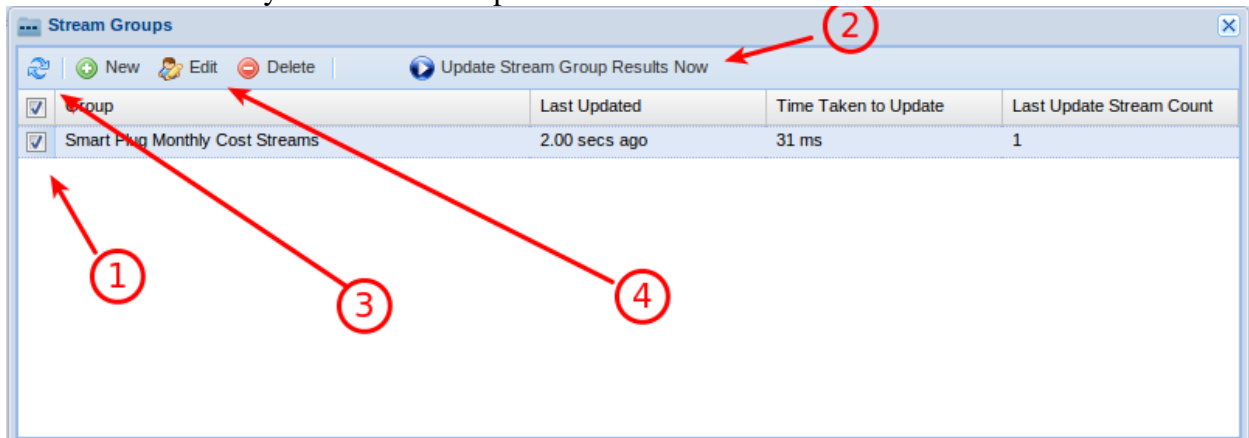 Stream Groups
2
New Edit Delete Update Stream Group Results Now
Group Last Updated Time Taken to Update Last Update Stream Count
Smart Plug Monthly Cost Streams 2.00 secs ago 31 ms 1
1
3
4